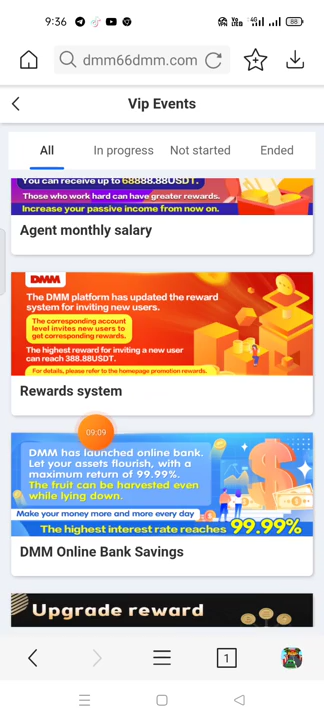 9:36
88
dmm66dmm.com
Vip Events
All
In progress
Not started
Ended
You can receive up to 68888.88USDT.
Those who work hard can have greater rewards.
Increase your passive income from now on.
Agent monthly salary
DMM
The DMM platform has updated the reward
system for inviting new users.
The corresponding account
level invites new users to
get corresponding rewards.
The highest reward for inviting a new user
can reach 388.88USDT.
For details, please refer to the homepage promotion rewards.
Rewards system
09:09
DMM has launched online bank.
Let your assets flourish, with a
maximum return of 99.99%.
The fruit can be harvested even
while lying down.
Make your money more and more every day
The highest interest rate reaches 99.99%
DMM Online Bank Savings
Upgrade reward
1